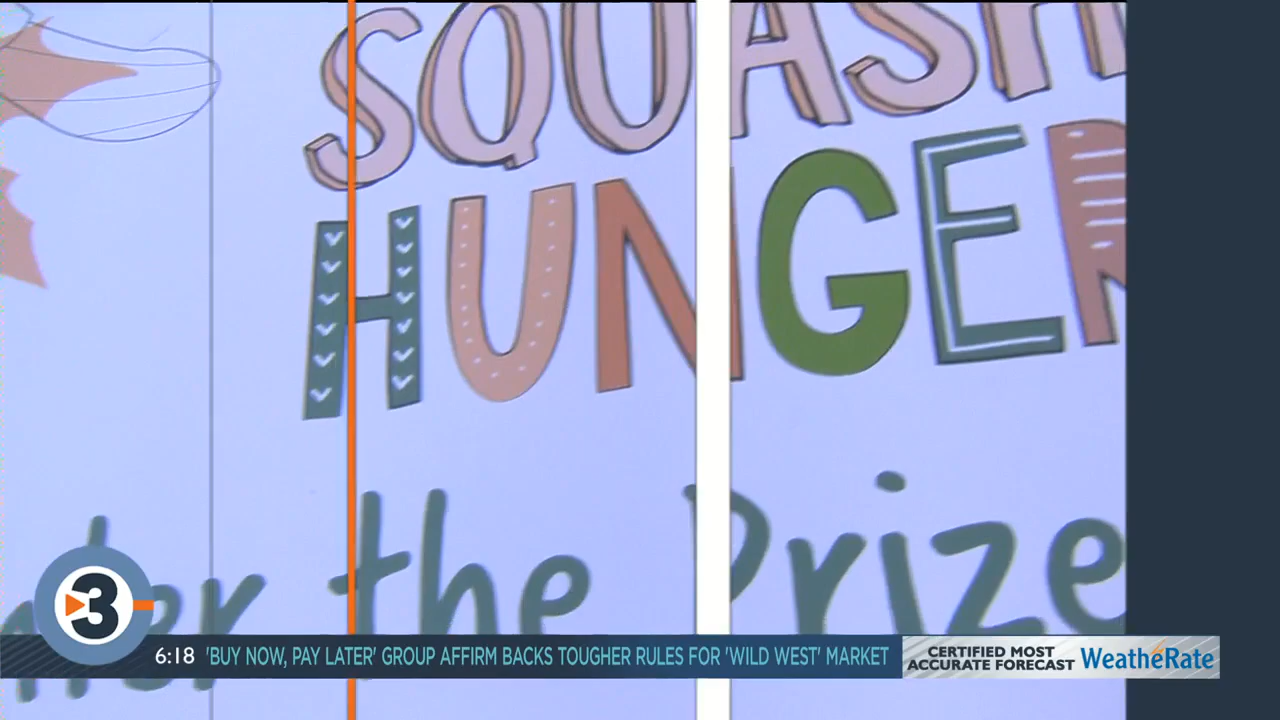 SQUASH
HUNGER
the Prize
3
6:18 'BUY NOW, PAY LATER' GROUP AFFIRM BACKS TOUGHER RULES FOR 'WILD WEST' MARKET
CERTIFIED MOST
ACCURATE FORECAST
WeatheRate